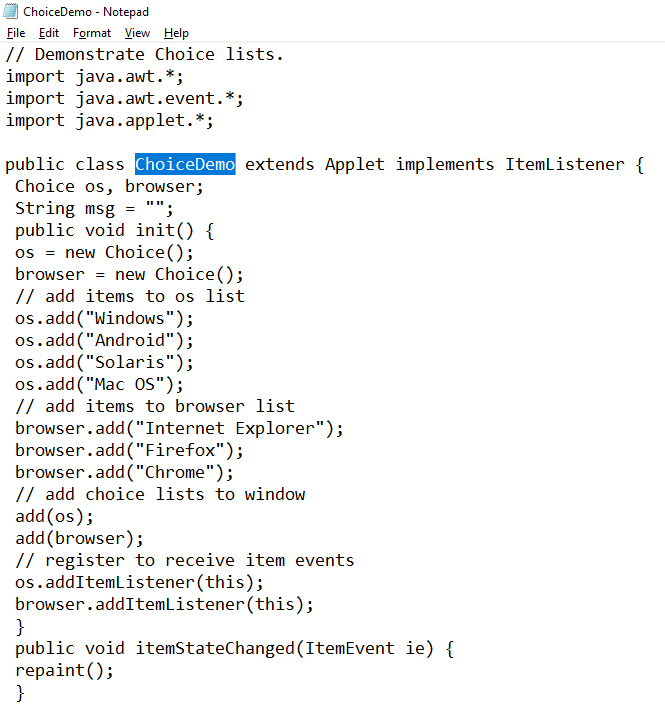 ChoiceDemo - Notepad
File Edit Format View Help
// Demonstrate Choice lists.
import java.awt.*;
import java.awt.event.*;
import java.applet.*;

public class ChoiceDemo extends Applet implements ItemListener {
 Choice os, browser;
 String msg = "";
 public void init() {
 os = new Choice();
 browser = new Choice();
 // add items to os list
 os.add("Windows");
 os.add("Android");
 os.add("Solaris");
 os.add("Mac OS");
 // add items to browser list
 browser.add("Internet Explorer");
 browser.add("Firefox");
 browser.add("Chrome");
 // add choice lists to window
 add(os);
 add(browser);
 // register to receive item events
 os.addItemListener(this);
 browser.addItemListener(this);
 }
 public void itemStateChanged(ItemEvent ie) {
 repaint();
 }